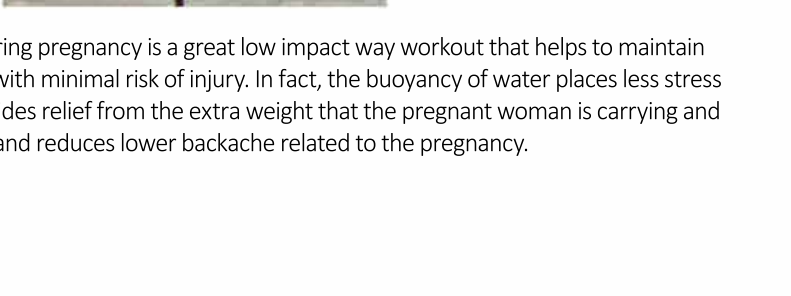 ring pregnancy is a great low impact way workout that helps to maintain
with minimal risk of injury. In fact, the buoyancy of water places less stress
des relief from the extra weight that the pregnant woman is carrying and
and reduces lower backache related to the pregnancy.